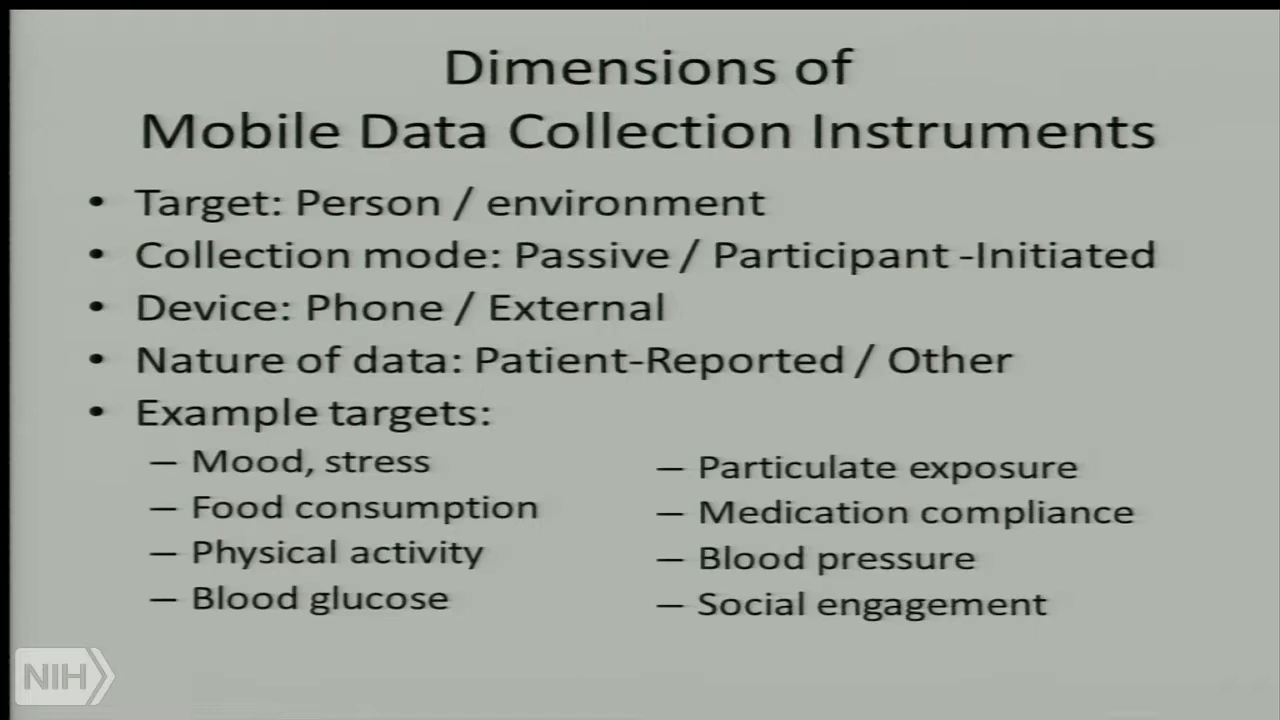 Dimensions of
Mobile Data Collection Instruments
• Target: Person / environment
• Collection mode: Passive / Participant -Initiated
• Device: Phone / External
• Nature of data: Patient-Reported / Other
• Example targets:
– Mood, stress
– Food consumption
– Physical activity
– Blood glucose
– Particulate exposure
– Medication compliance
– Blood pressure
– Social engagement
NIH